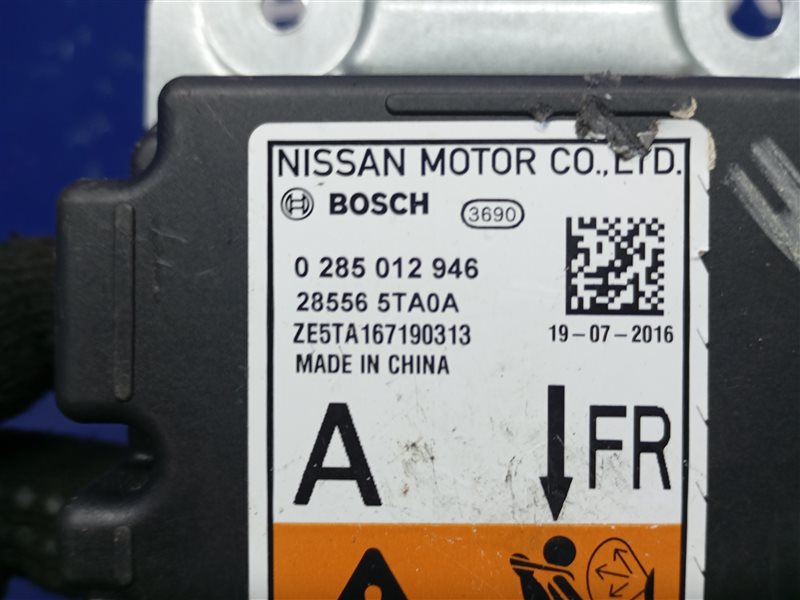 NISSAN MOTOR CO.,LTD.
BOSCH 3690
0 285 012 946
28556 5TA0A
ZE5TA167190313 19-07-2016
MADE IN CHINA
A FR